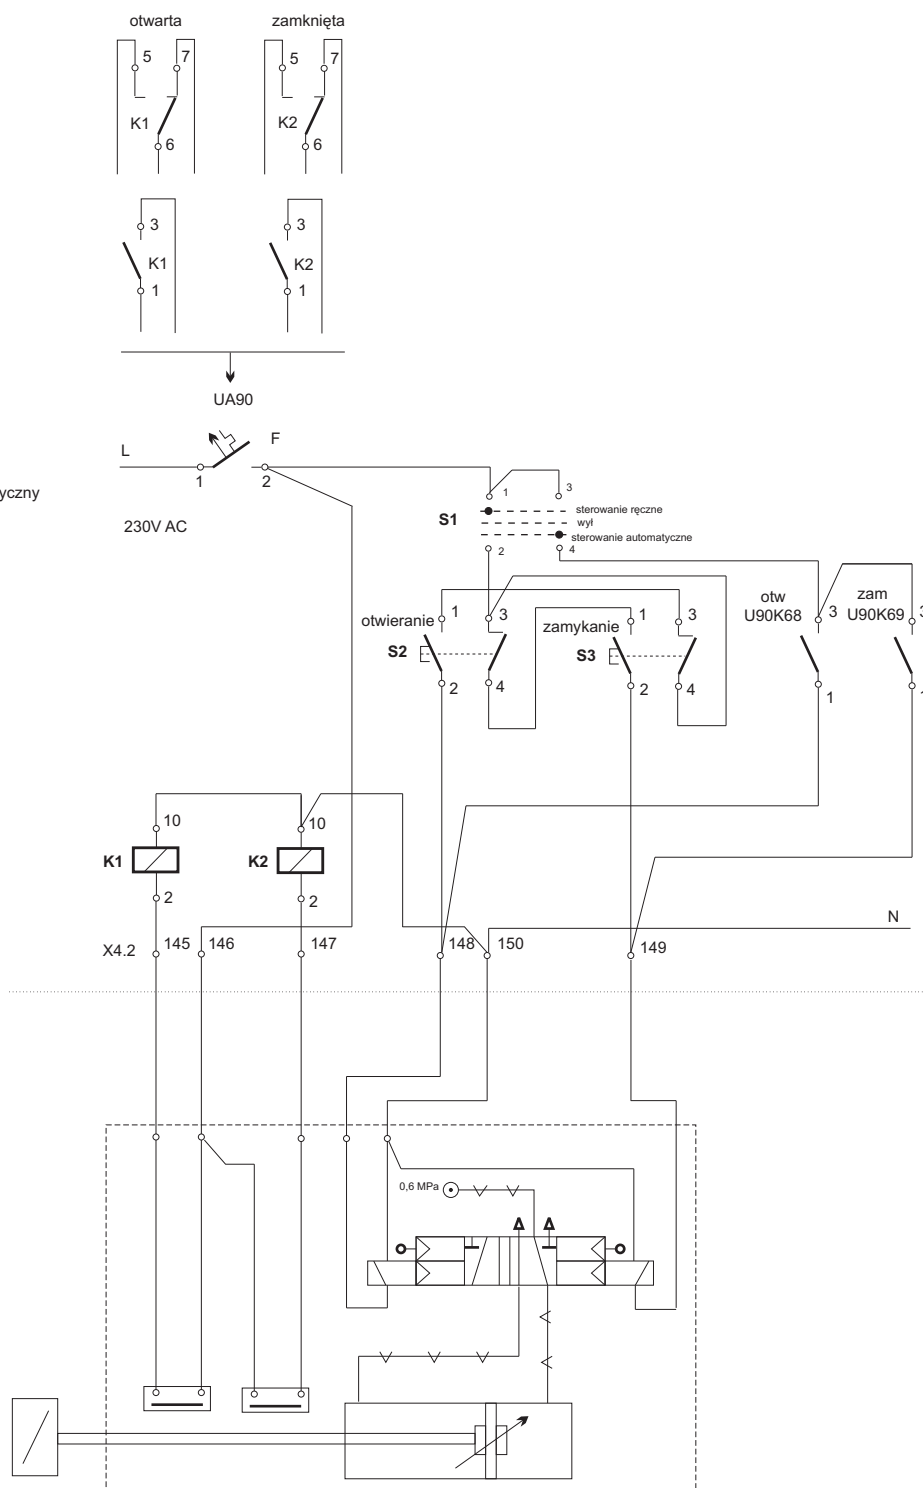 otwarta zamknięta
5 7 5 7
K1 K2
6 6
3 3
K1 K2
1 1
UA90
L F
1 2
yczny
230V AC
1 3
S1 sterowanie ręczne
wył
sterowanie automatyczne
2 4
otw zam
U90K68 3 U90K69 3
otwieranie 1 3 zamykanie 1 3
S2 S3
2 4 2 4
1 1
10 10
K1 K2
2 2
N
X4.2 145 146 147 148 150 149
0,6 MPa